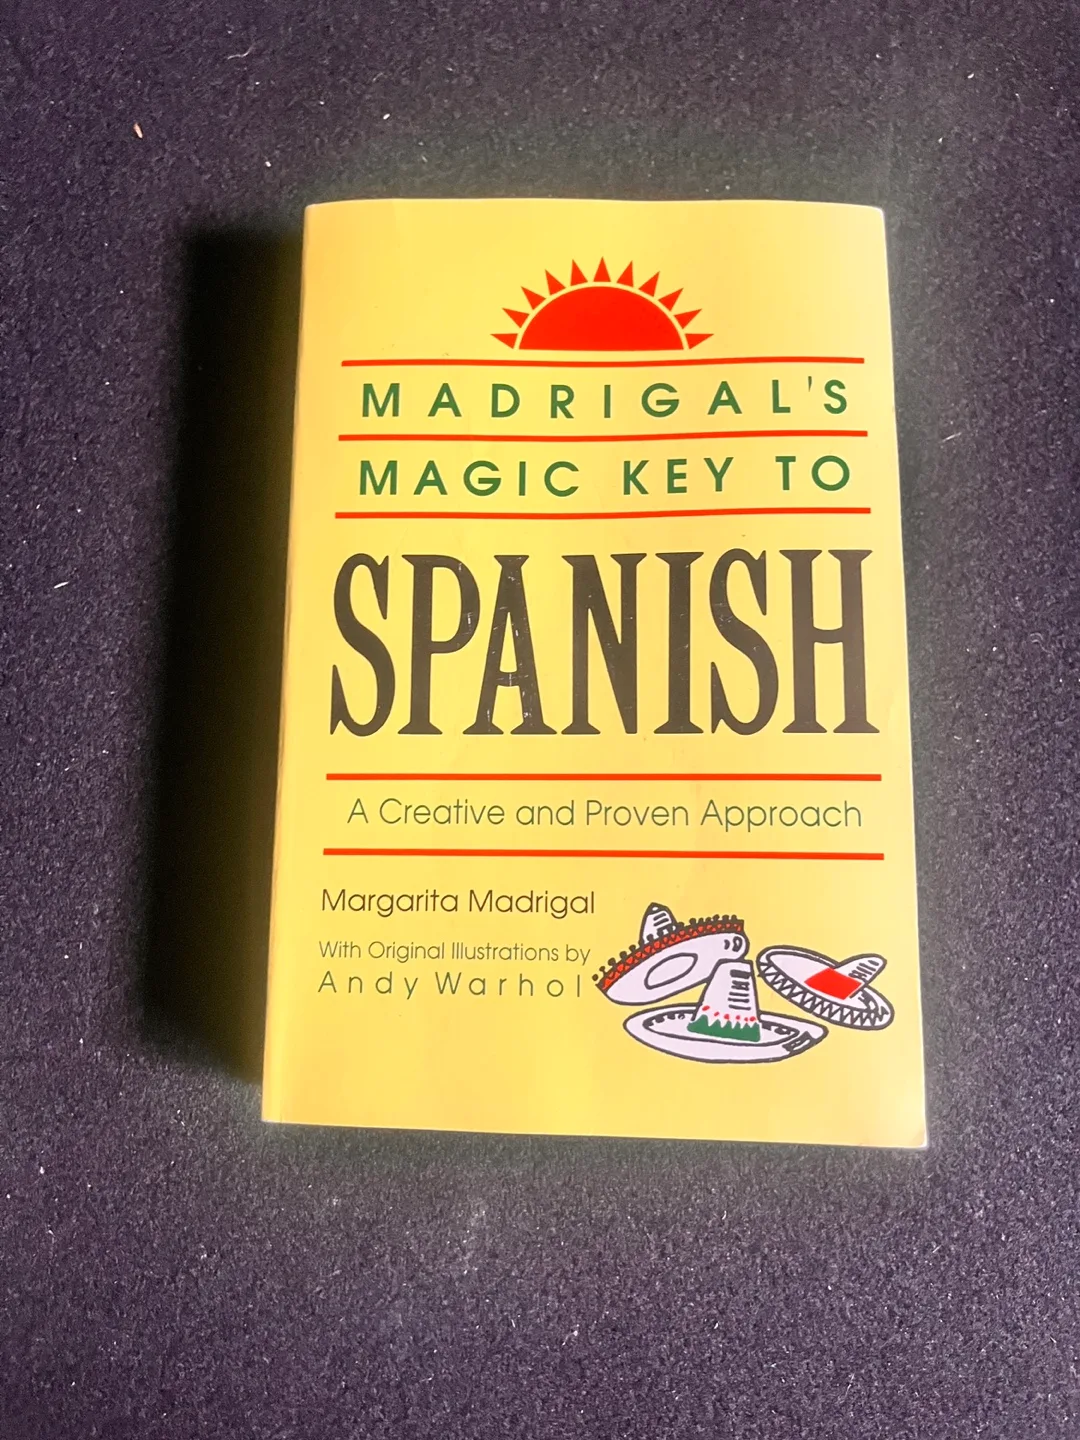 MADRIGAL'S
MAGIC KEY TO
SPANISH
A Creative and Proven Approach
Margarita Madrigal
With Original Illustrations by
Andy Warhol